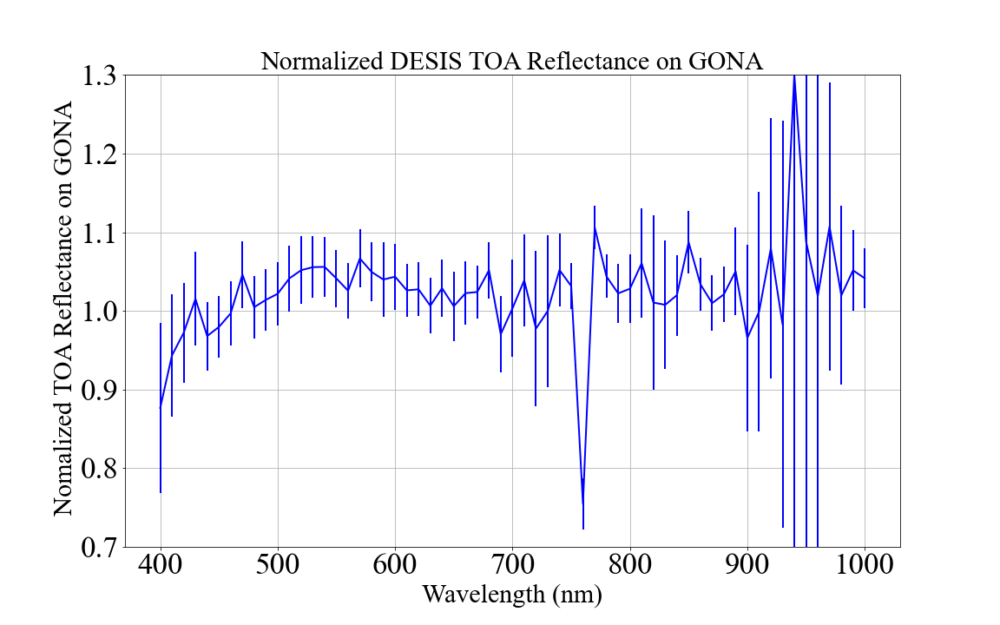 Normalized DESIS TOA Reflectance on GONA
Nomalized TOA Reflectance on GONA
1.3
1.2
1.1
1.0
0.9
0.8
0.7
400 500 600 700 800 900 1000
Wavelength (nm)